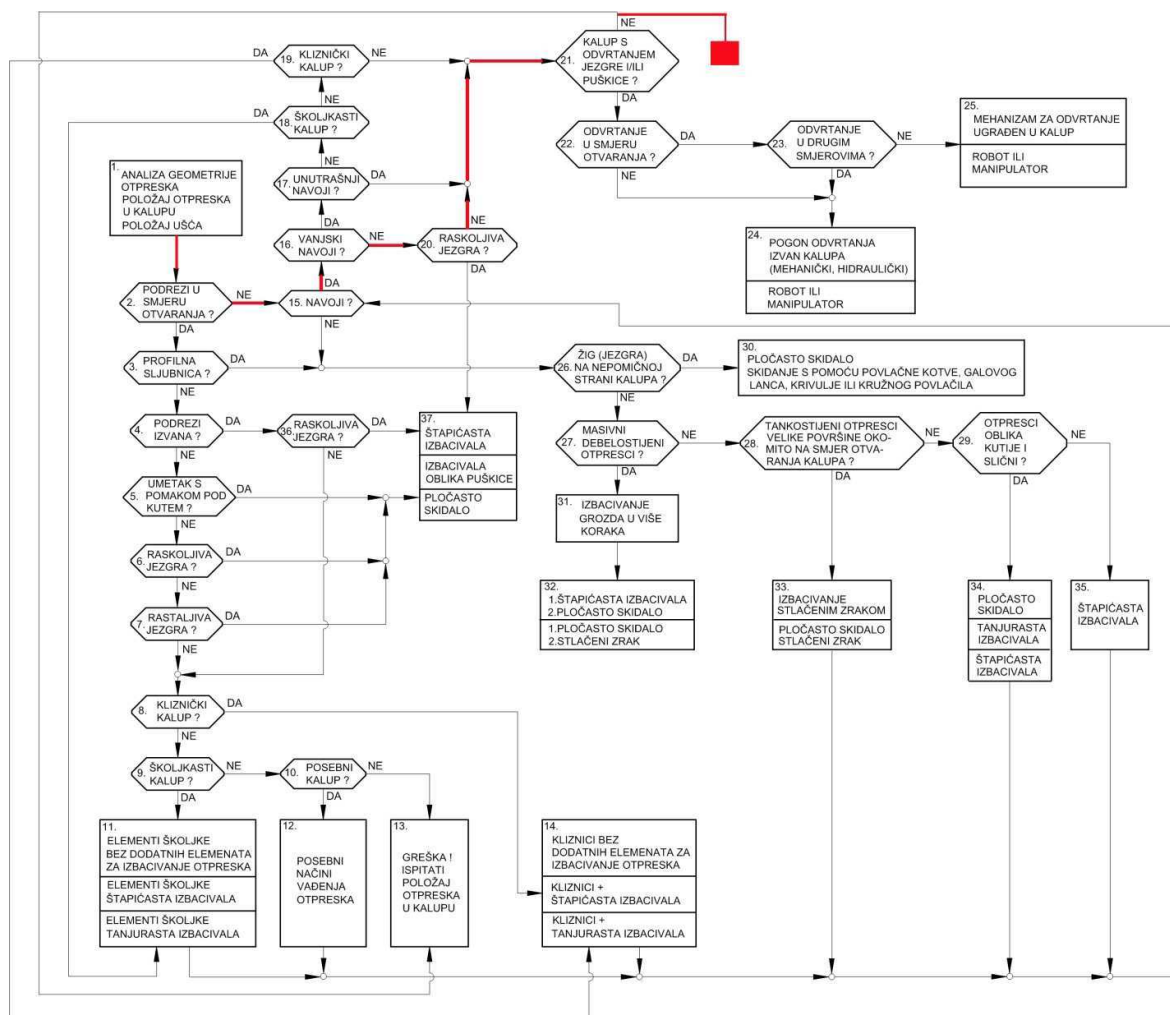 1.
ANALIZA GEOMETRIJE
OTPRESKA
POLOŽAJ OTPRESKA
U KALUPU
POLOŽAJ UŠĆA
2.
PODREZI U
SMJERU
OTVARANJA ?
NE
DA
3.
PROFILNA
SLJUBNICA ?
DA
NE
4.
PODREZI
IZVANA ?
DA
NE
5.
UMETAK S
POMAKOM POD
KUTEM ?
DA
NE
6.
RASKOLJIVA
JEZGRA ?
DA
NE
7.
RASTALJIVA
JEZGRA ?
DA
NE
8.
KLIZNIČKI
KALUP ?
DA
NE
9.
ŠKOLJKASTI
KALUP ?
NE
DA
10.
POSEBNI
KALUP ?
NE
DA
11.
ELEMENTI ŠKOLJKE
BEZ DODATNIH ELEMENATA
ZA IZBACIVANJE OTPRESKA
ELEMENTI ŠKOLJKE
ŠTAPIĆASTA IZBACIVALA
ELEMENTI ŠKOLJKE
TANJURASTA IZBACIVALA
12.
POSEBNI
NAČINI
VAĐENJA
OTPRESKA
13.
GREŠKA !
ISPITATI
POLOŽAJ
OTPRESKA
U KALUPU
14.
KLIZNICI BEZ
DODATNIH ELEMENATA ZA
IZBACIVANJE OTPRESKA
KLIZNICI +
ŠTAPIĆASTA IZBACIVALA
KLIZNICI +
TANJURASTA IZBACIVALA
15. NAVOJI ?
DA
NE
16.
VANJSKI
NAVOJI ?
NE
DA
17.
UNUTRAŠNJI
NAVOJI ?
DA
NE
18.
ŠKOLJKASTI
KALUP ?
DA
NE
19.
KLIZNIČKI
KALUP ?
DA
NE
20.
RASKOLJIVA
JEZGRA ?
NE
DA
21.
KALUP S
ODVRTANJEM
JEZGRE I/ILI
PUŠKICE ?
NE
DA
22.
ODVRTANJE
U SMJERU
OTVARANJA ?
DA
NE
23.
ODVRTANJE
U DRUGIM
SMJEROVIMA ?
NE
DA
24.
POGON ODVRTANJA
IZVAN KALUPA
(MEHANIČKI, HIDRAULIČKI)
ROBOT ILI
MANIPULATOR
25.
MEHANIZAM ZA ODVRTANJE
UGRAĐEN U KALUP
ROBOT ILI
MANIPULATOR
26.
ŽIG (JEZGRA)
NA NEPOMIČNOJ
STRANI KALUPA ?
DA
NE
27.
MASIVNI
DEBELOSTIJENI
OTPRESCI ?
NE
DA
28.
TANKOSTIJENI OTPRESCI
VELIKE POVRŠINE OKO-
MITO NA SMJER OTVA-
RANJA KALUPA ?
NE
DA
29.
OTPRESCI
OBLIKA
KUTIJE I
SLIČNI ?
NE
DA
30.
PLOČASTO SKIDALO
SKIDANJE S POMOĆU POVLAČNE KOTVE, GALOVOG
LANCA, KRIVULJE ILI KRUŽNOG POVLAČILA
31.
IZBACIVANJE
GROZDA U VIŠE
KORAKA
32.
1.ŠTAPIĆASTA IZBACIVALA
2.PLOČASTO SKIDALO
1.PLOČASTO SKIDALO
2.STLAČENI ZRAK
33.
IZBACIVANJE
STLAČENIM ZRAKOM
PLOČASTO SKIDALO
STLAČENI ZRAK
34.
PLOČASTO
SKIDALO
TANJURASTA
IZBACIVALA
ŠTAPIĆASTA
IZBACIVALA
35.
ŠTAPIĆASTA
IZBACIVALA
36.
RASKOLJIVA
JEZGRA ?
DA
NE
37.
ŠTAPIĆASTA
IZBACIVALA
IZBACIVALA
OBLIKA PUŠKICE
PLOČASTO
SKIDALO